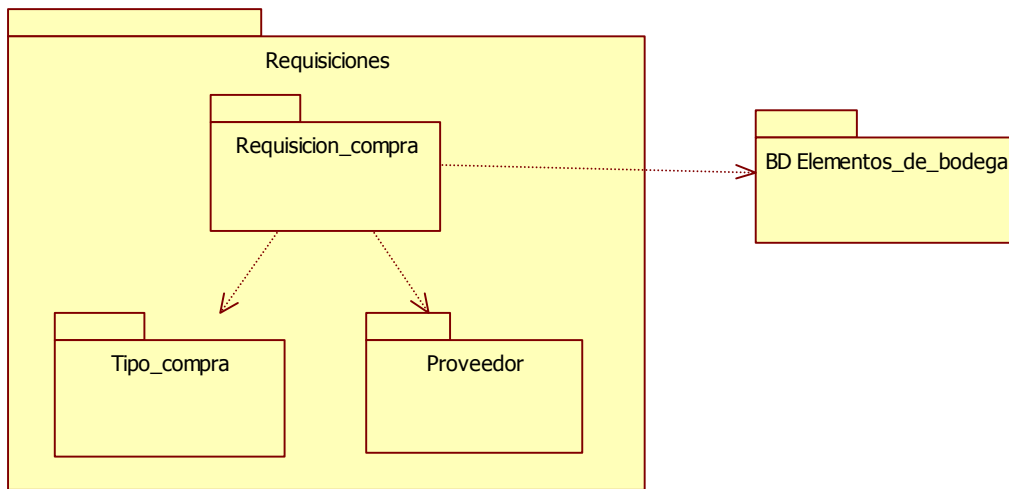 Requisiciones
Requisicion_compra
BD Elementos_de_bodega
Tipo_compra
Proveedor